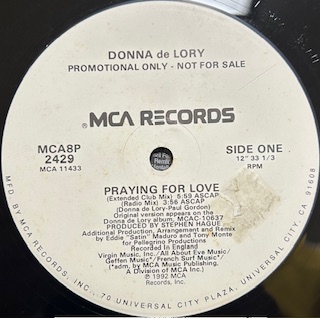 DONNA de LORY
PROMOTIONAL ONLY - NOT FOR SALE
®MCA RECORDS
MCA8P
2429
MCA 11433
SIDE ONE
12" 33 1/3
RPM
PRAYING FOR LOVE
(Extended Club Mix) 5:59 ASCAP
(Radio Mix) 3:56 ASCAP
(Donna de Lory-Paul Gordon)
Original version appears on the
Donna de Lory album, MCAC-10637
PRODUCED BY STEPHEN HAGUE
Additional Production, Arrangement and Remix
by Eddie "Satin" Maduro and Tony Monte
for Pellegrino Productions
Recorded In England
Virgin Music, Inc./All About Eve Music/
Geffen Music*/French Surf Music*/
(*adm. by MCA Music Publishing,
A Division of MCA Inc.)
℗1992 MCA
Records, Inc.
MFD. BY MCA RECORDS, INC., 70 UNIVERSAL CITY PLAZA, UNIVERSAL CITY, CA. 91608